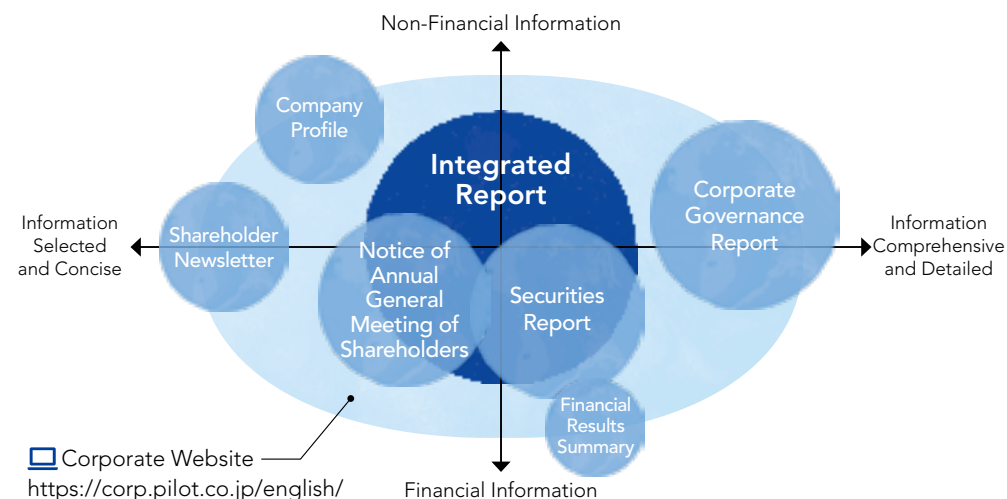 Non-Financial Information
Company
Profile
Integrated
Report
Corporate
Governance
Report
Information
Selected
and Concise
Shareholder
Newsletter
Notice of
Annual
General
Meeting of
Shareholders
Securities
Report
Information
Comprehensive
and Detailed
Financial
Results
Summary
Corporate Website
https://corp.pilot.co.jp/english/
Financial Information